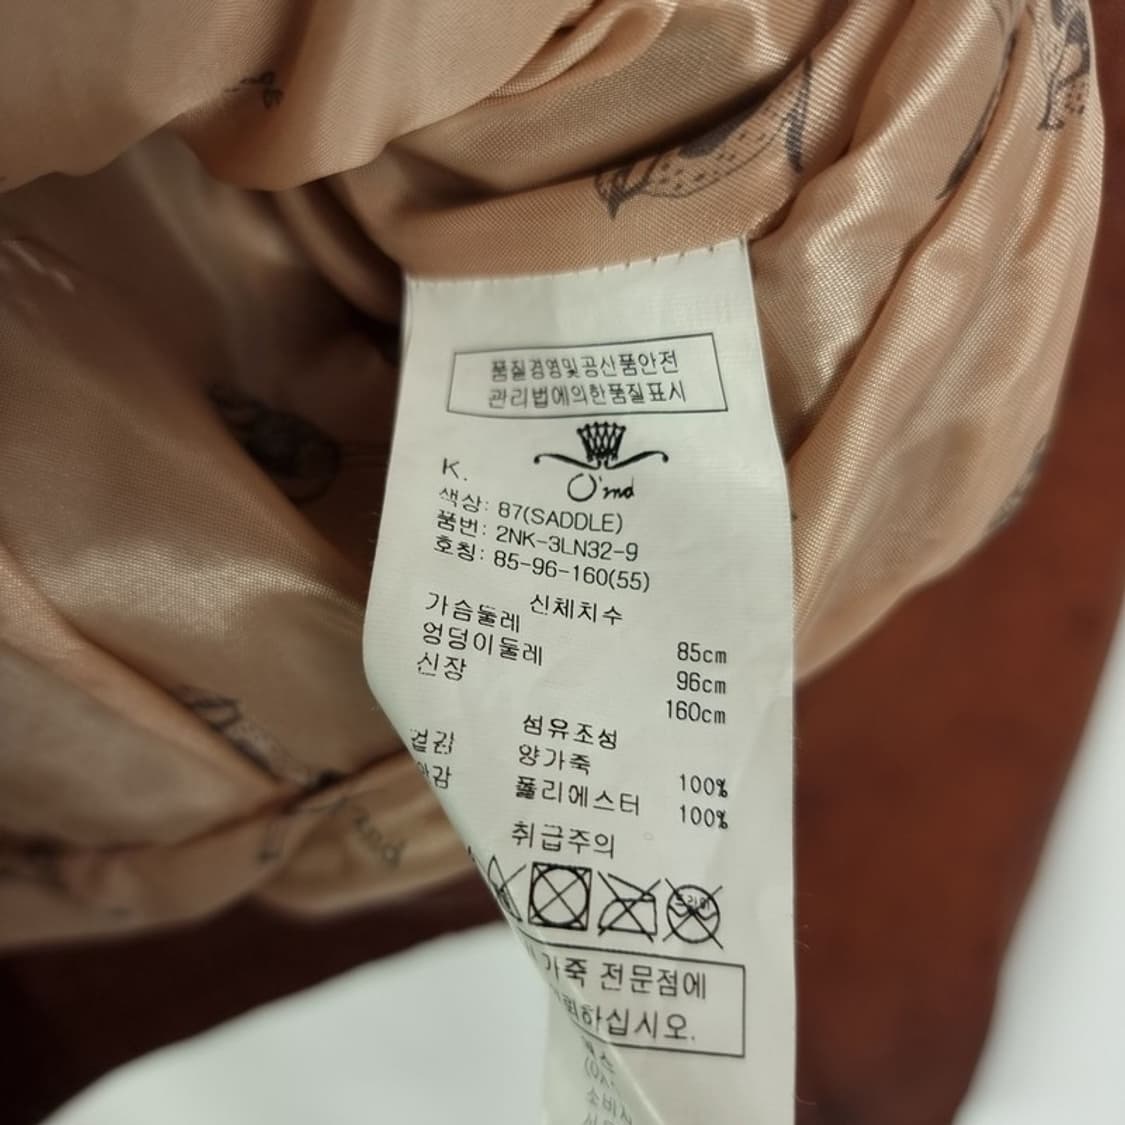 품질경영및공산품안전
관리법에의한품질표시
K.
O'2nd
색상: 87(SADDLE)
품번: 2NK-3LN32-9
호칭: 85-96-160(55)
신체치수
가슴둘레 85cm
엉덩이둘레 96cm
신장 160cm
섬유조성
겉감 양가죽 100%
안감 폴리에스터 100%
취급주의
드라이
가죽 전문점에
하십시오.